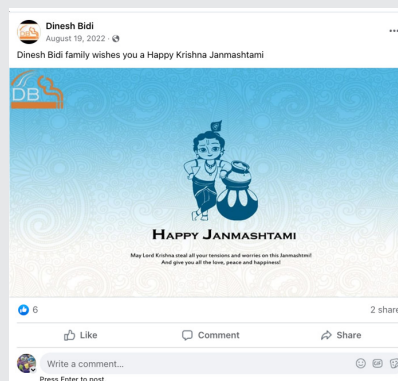 Dinesh Bidi
August 19, 2022 ·
Dinesh Bidi family wishes you a Happy Krishna Janmashtami
DB
HAPPY JANMASHTAMI
May Lord Krishna steal all your tensions and worries on this Janmashtmi!
And give you all the love, peace and happiness!
6 2 share
Like Comment Share
Write a comment... GIF
Press Enter to post.